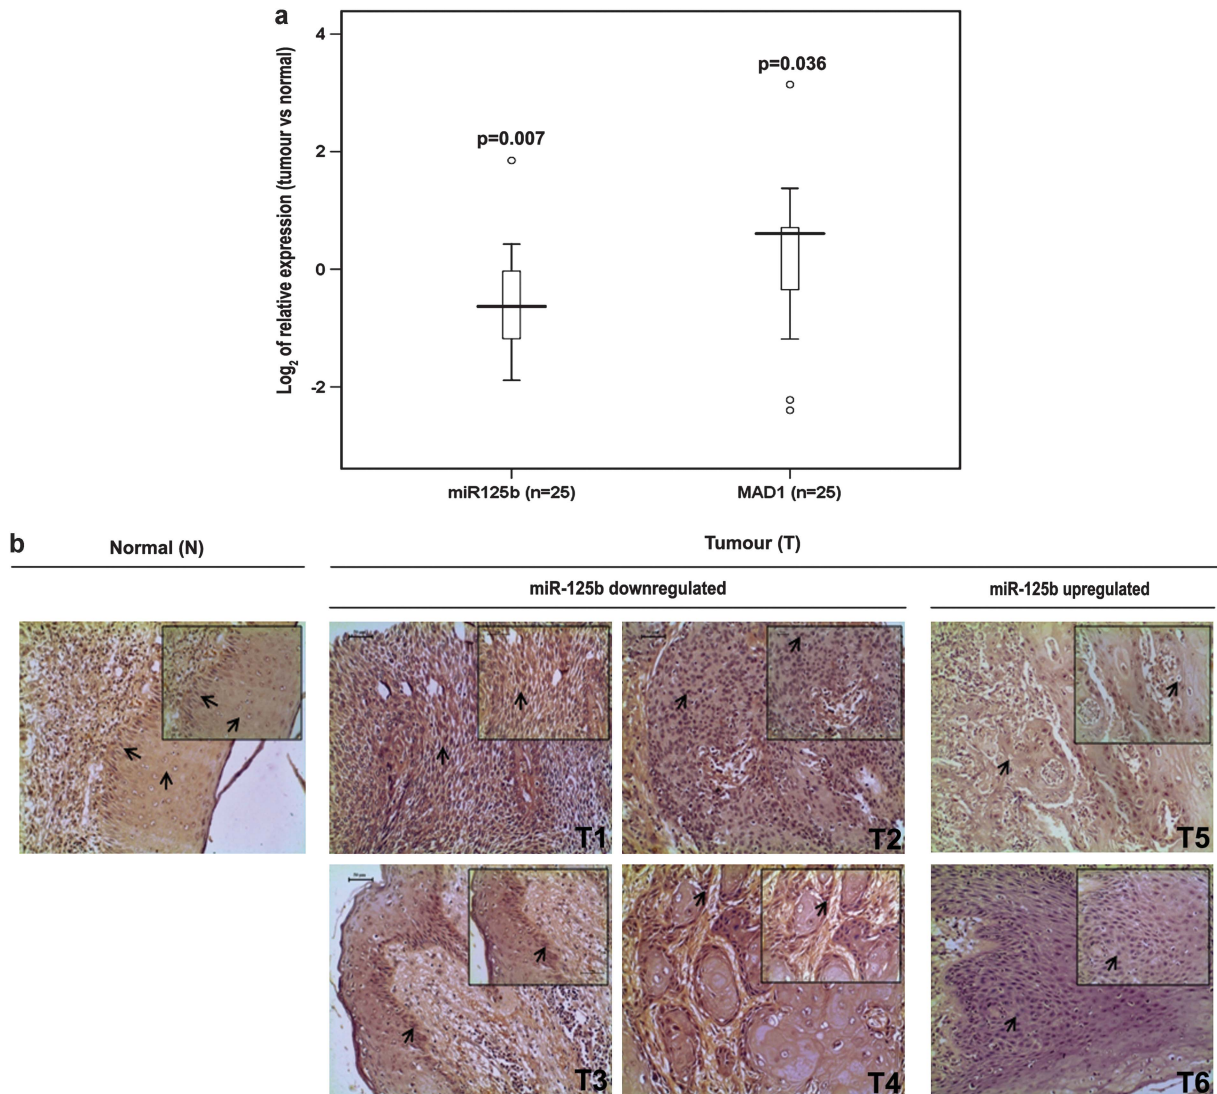 a
Log2 of relative expression (tumour vs normal)
4
2
0
-2
p=0.007
p=0.036
miR125b (n=25)
MAD1 (n=25)
b
Normal (N)
Tumour (T)
miR-125b downregulated
miR-125b upregulated
T1
T2
T5
T3
T4
T6